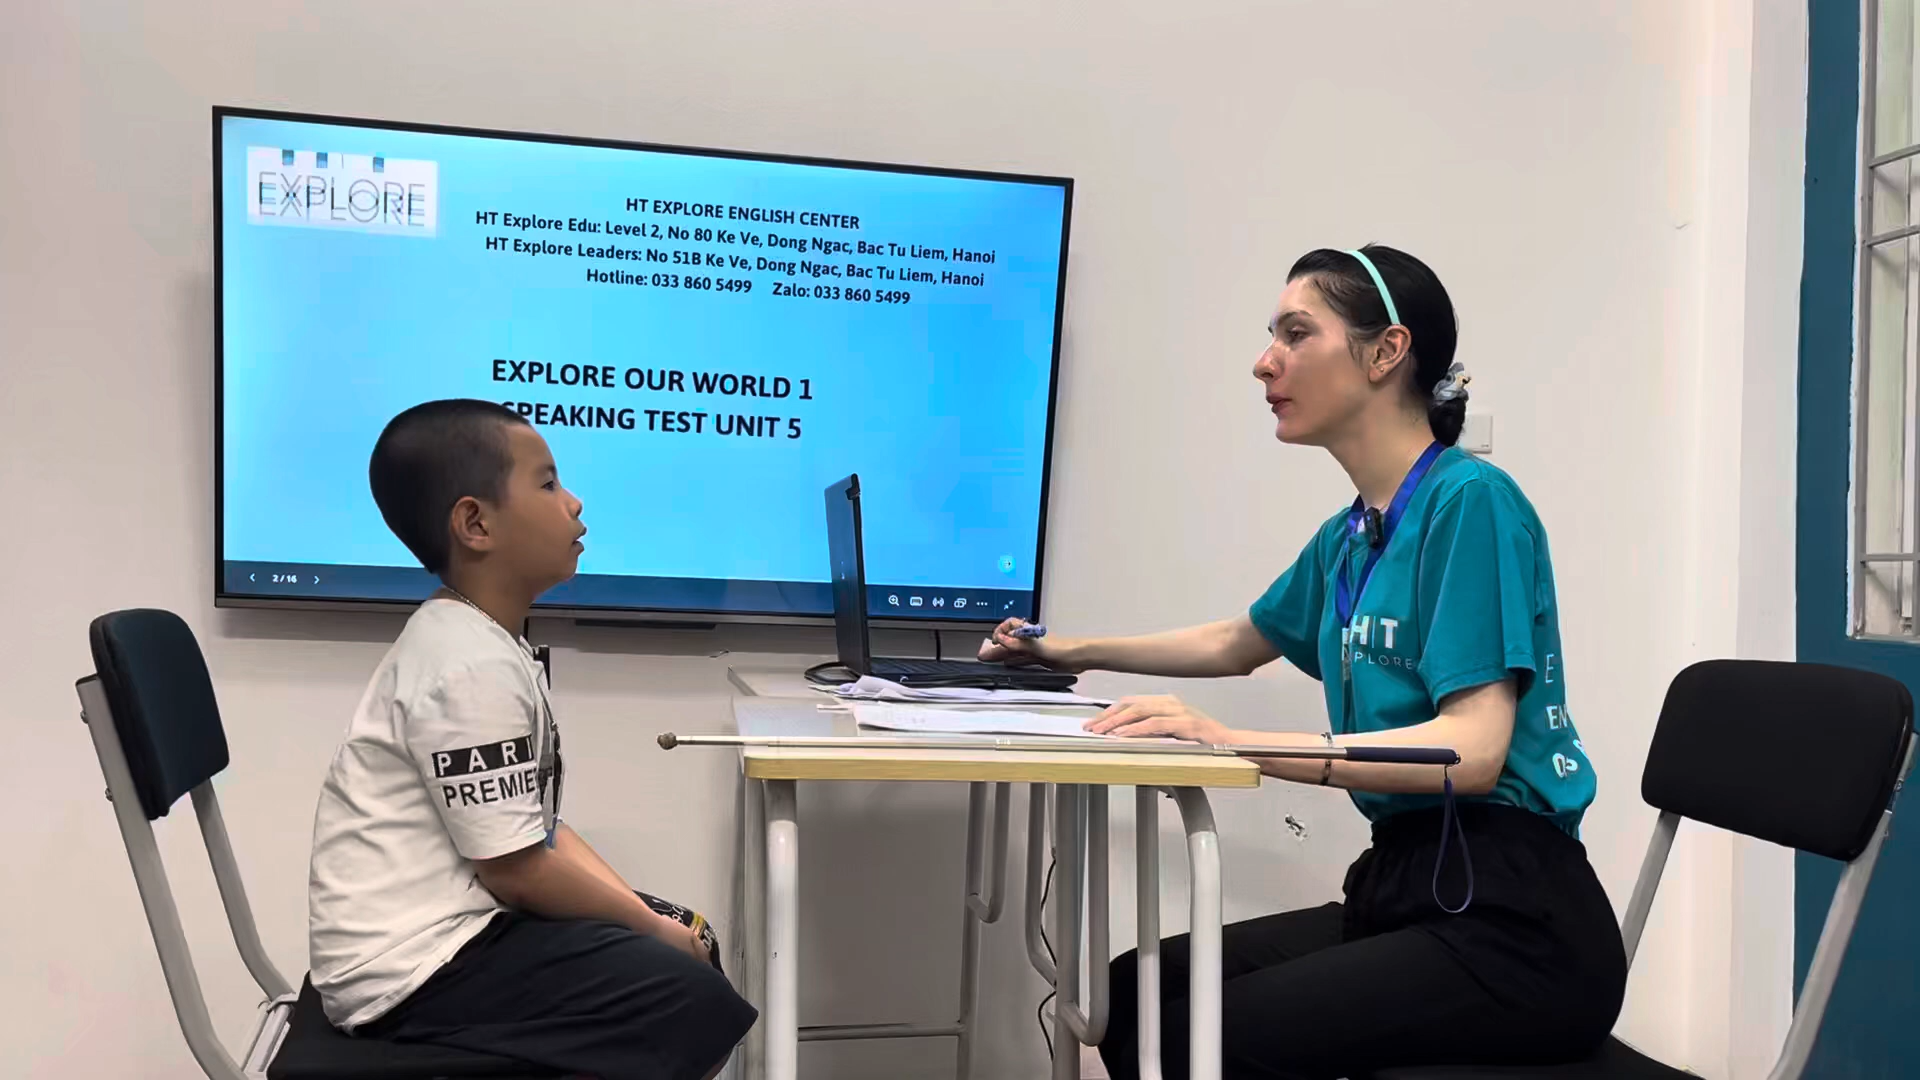 EXPLORE
HT EXPLORE ENGLISH CENTER
HT Explore Edu: Level 2, No 80 Ke Ve, Dong Ngac, Bac Tu Liem, Hanoi
HT Explore Leaders: No 51B Ke Ve, Dong Ngac, Bac Tu Liem, Hanoi
Hotline: 033 860 5499 Zalo: 033 860 5499
EXPLORE OUR WORLD 1
SPEAKING TEST UNIT 5
2 / 16
PARI
PREMIE
HT
PLORE